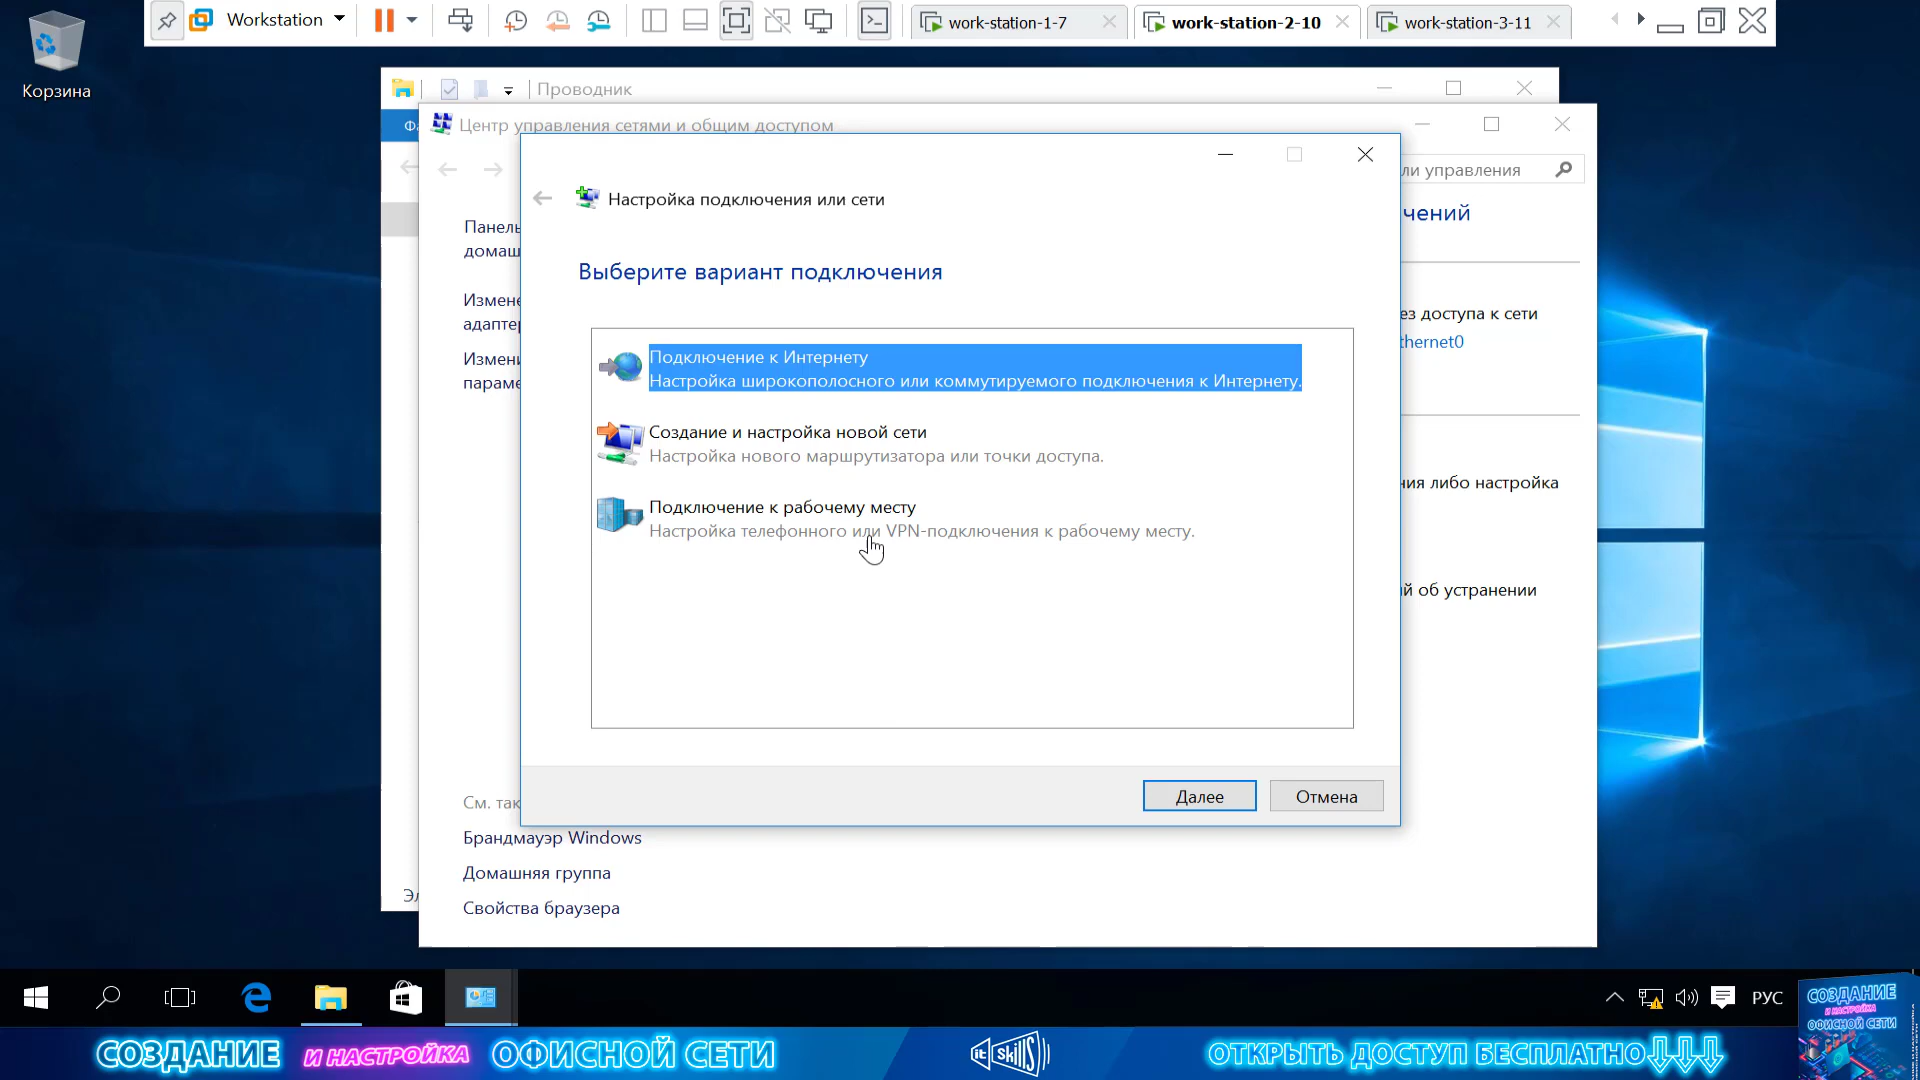 Workstation
work-station-1-7
work-station-2-10
work-station-3-11
Корзина
Проводник
Центр управления сетями и общим доступом
ли управления
Настройка подключения или сети
чений
Панель
домаш
Выберите вариант подключения
Измене
адаптер
ез доступа к сети
thernet0
Измени
параме
Подключение к Интернету
Настройка широкополосного или коммутируемого подключения к Интернету.
Создание и настройка новой сети
Настройка нового маршрутизатора или точки доступа.
ния либо настройка
Подключение к рабочему месту
Настройка телефонного или VPN-подключения к рабочему месту.
й об устранении
Далее
Отмена
См. так
Брандмауэр Windows
Домашняя группа
Эл
Свойства браузера
РУС
СОЗДАНИЕ
И НАСТРОЙКА
ОФИСНОЙ СЕТИ
СОЗДАНИЕ И НАСТРОЙКА ОФИСНОЙ СЕТИ
it skills
ОТКРЫТЬ ДОСТУП БЕСПЛАТНО